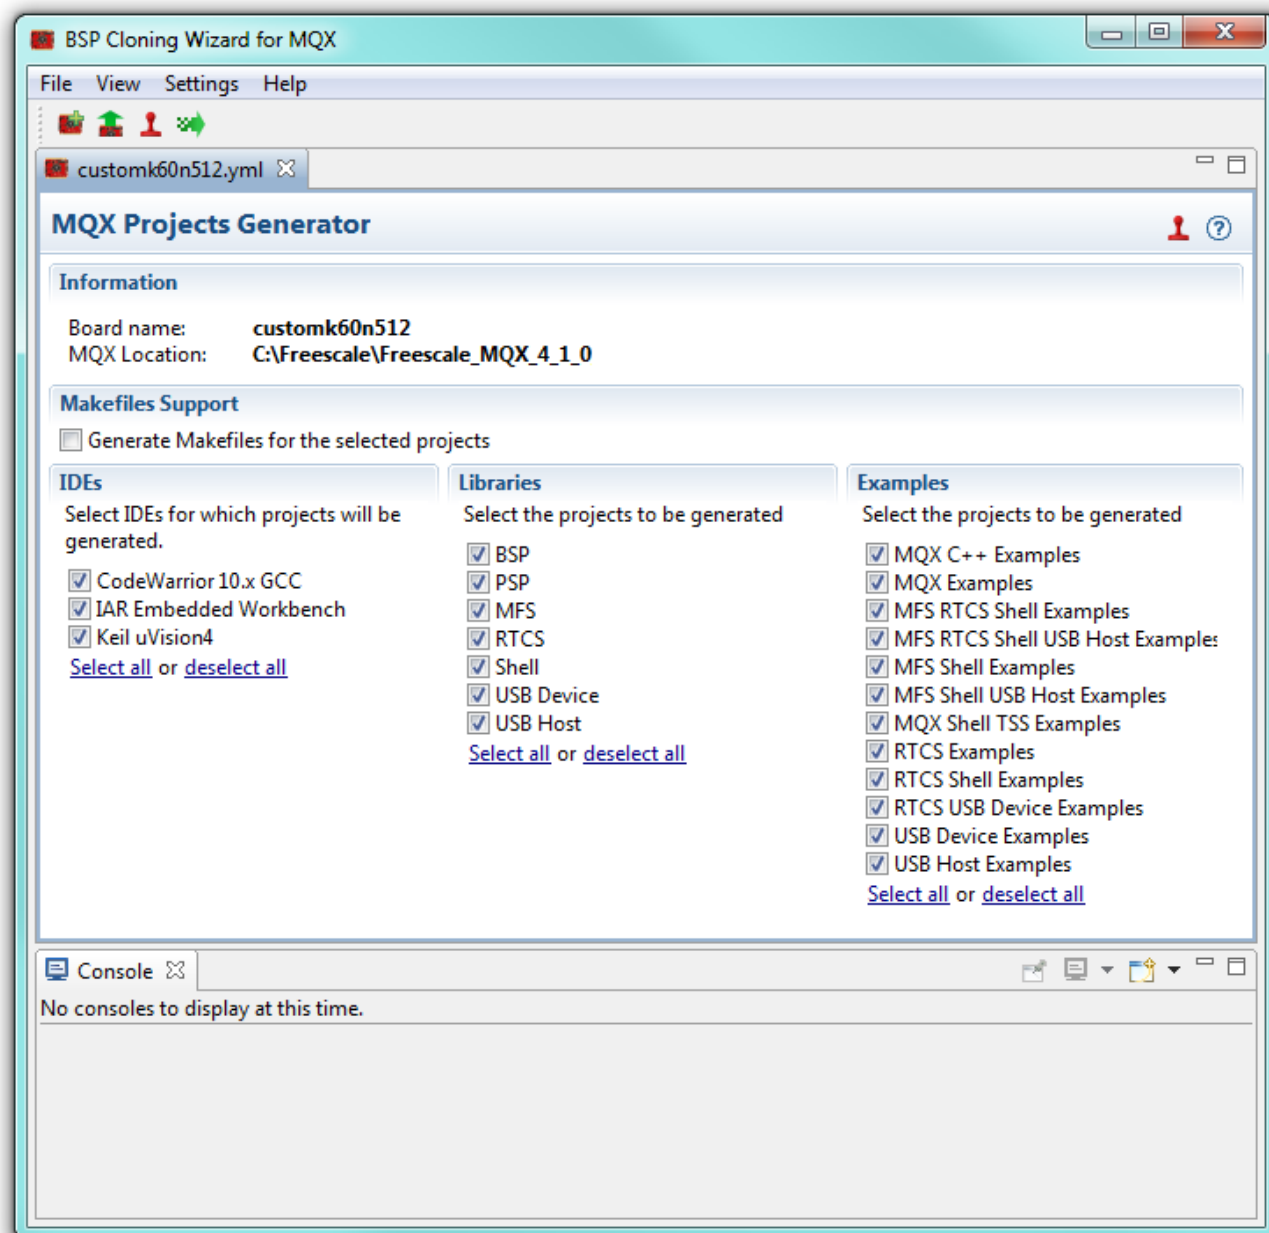 BSP Cloning Wizard for MQX
File View Settings Help
customk60n512.yml
MQX Projects Generator
Information
Board name: customk60n512
MQX Location: C:\Freescale\Freescale_MQX_4_1_0
Makefiles Support
Generate Makefiles for the selected projects
IDEs
Select IDEs for which projects will be
generated.
CodeWarrior 10.x GCC
IAR Embedded Workbench
Keil uVision4
Select all or deselect all
Libraries
Select the projects to be generated
BSP
PSP
MFS
RTCS
Shell
USB Device
USB Host
Select all or deselect all
Examples
Select the projects to be generated
MQX C++ Examples
MQX Examples
MFS RTCS Shell Examples
MFS RTCS Shell USB Host Examples
MFS Shell Examples
MFS Shell USB Host Examples
MQX Shell TSS Examples
RTCS Examples
RTCS Shell Examples
RTCS USB Device Examples
USB Device Examples
USB Host Examples
Select all or deselect all
Console
No consoles to display at this time.